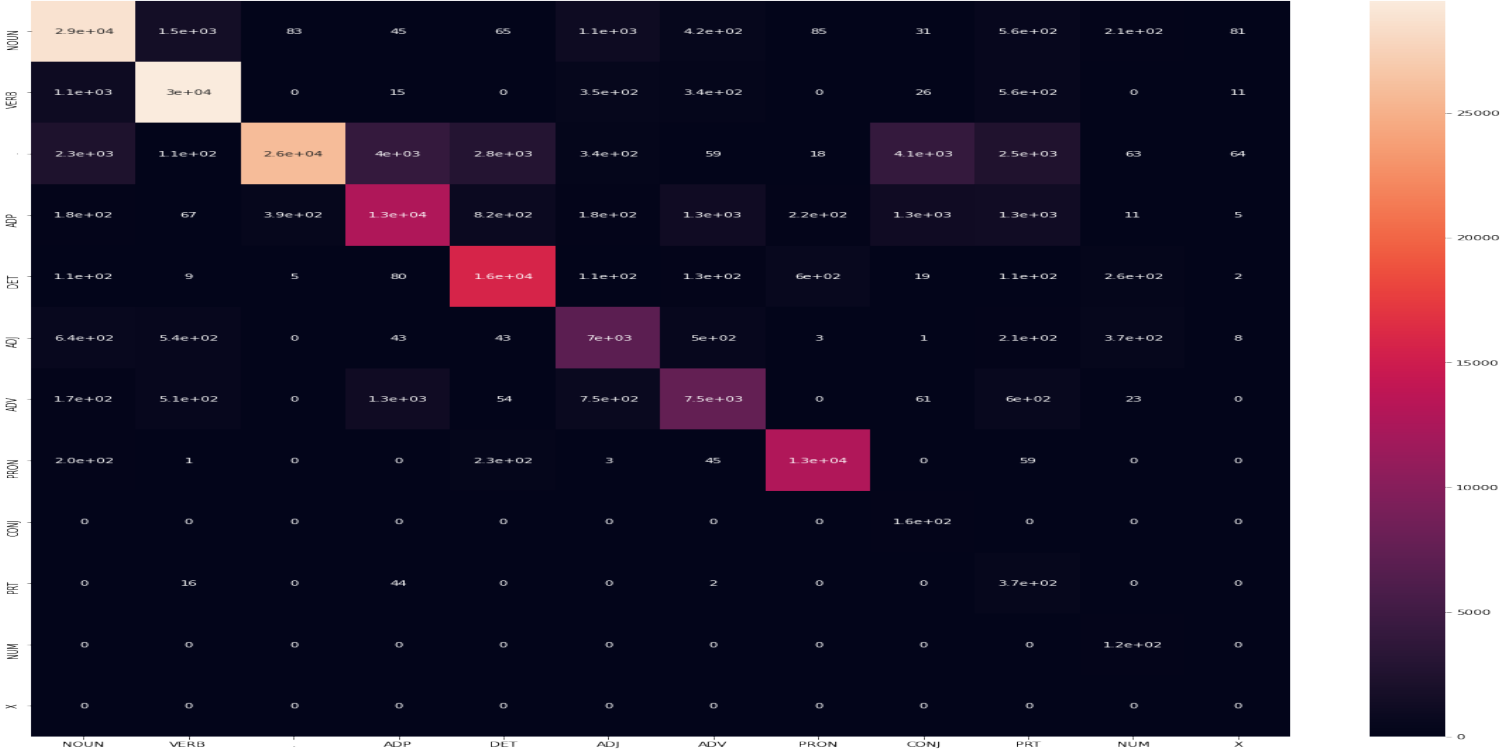 NOUN 2.9e+04 1.5e+03 83 45 65 1.1e+03 4.2e+02 85 31 5.6e+02 2.1e+02 81
VERB 1.1e+03 3e+04 0 15 0 3.5e+02 3.4e+02 0 26 5.6e+02 0 11
. 2.3e+03 1.1e+02 2.6e+04 4e+03 2.8e+03 3.4e+02 59 18 4.1e+03 2.5e+03 63 64
ADP 1.8e+02 67 3.9e+02 1.3e+04 8.2e+02 1.8e+02 1.3e+03 2.2e+02 1.3e+03 1.3e+03 11 5
DET 1.1e+02 9 5 80 1.6e+04 1.1e+02 1.3e+02 6e+02 19 1.1e+02 2.6e+02 2
ADJ 6.4e+02 5.4e+02 0 43 43 7e+03 5e+02 3 1 2.1e+02 3.7e+02 8
ADV 1.7e+02 5.1e+02 0 1.3e+03 54 7.5e+02 7.5e+03 0 61 6e+02 23 0
PRON 2.0e+02 1 0 0 2.3e+02 3 45 1.3e+04 0 59 0 0
CONJ 0 0 0 0 0 0 0 0 1.6e+02 0 0 0
PRT 0 16 0 44 0 0 2 0 0 3.7e+02 0 0
NUM 0 0 0 0 0 0 0 0 0 0 1.2e+02 0
X 0 0 0 0 0 0 0 0 0 0 0 0
NOUN VERB . ADP DET ADJ ADV PRON CONJ PRT NUM X
25000
20000
15000
10000
5000
0